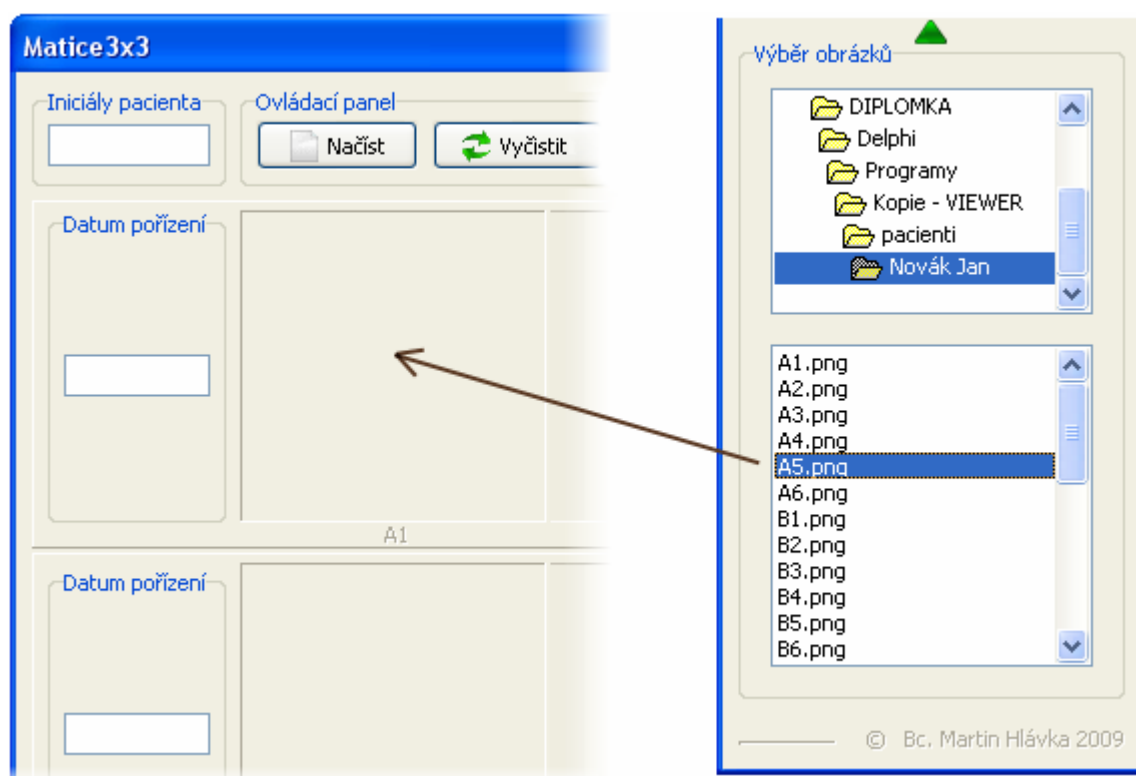 Matice3x3
Iniciály pacienta
Ovládací panel
Načíst
Vyčistit
Datum pořízení
A1
Datum pořízení
Výběr obrázků
DIPLOMKA
Delphi
Programy
Kopie - VIEWER
pacienti
Novák Jan
A1.png
A2.png
A3.png
A4.png
A5.png
A6.png
B1.png
B2.png
B3.png
B4.png
B5.png
B6.png
© Bc. Martin Hlávka 2009